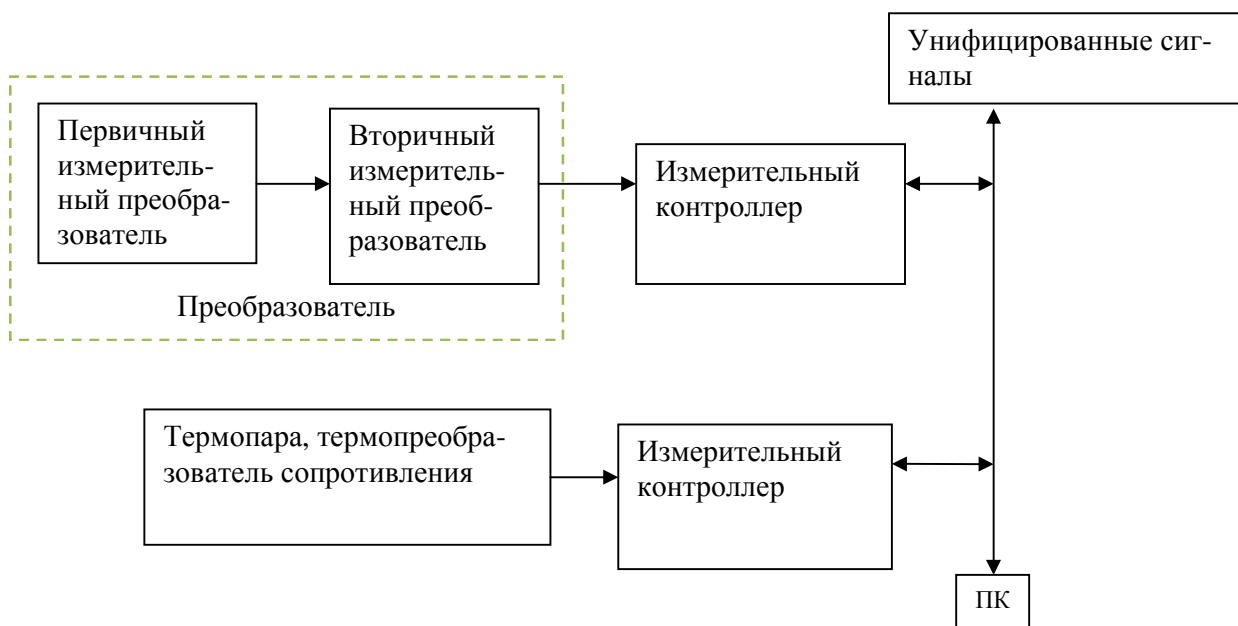 Унифицированные сиг-
налы
Первичный
измеритель-
ный преобра-
зователь
Вторичный
измеритель-
ный преоб-
разователь
Измерительный
контроллер
Преобразователь
Термопара, термопреобра-
зователь сопротивления
Измерительный
контроллер
ПК